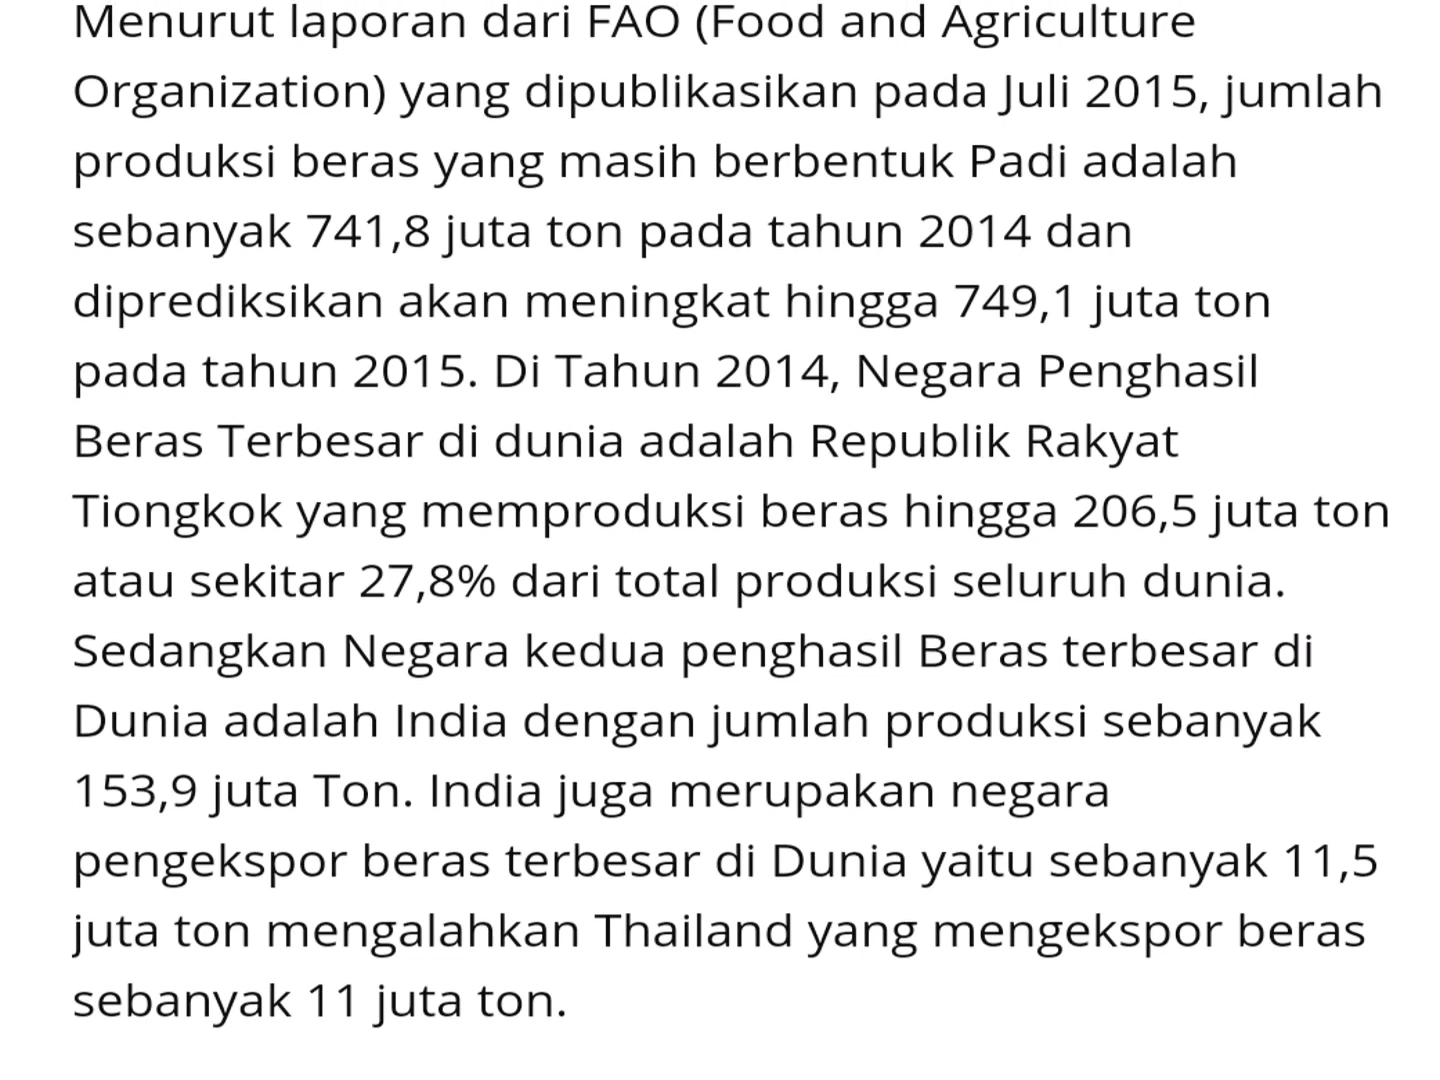 Menurut laporan dari FAO (Food and Agriculture
Organization) yang dipublikasikan pada Juli 2015, jumlah
produksi beras yang masih berbentuk Padi adalah
sebanyak 741,8 juta ton pada tahun 2014 dan
diprediksikan akan meningkat hingga 749,1 juta ton
pada tahun 2015. Di Tahun 2014, Negara Penghasil
Beras Terbesar di dunia adalah Republik Rakyat
Tiongkok yang memproduksi beras hingga 206,5 juta ton
atau sekitar 27,8% dari total produksi seluruh dunia.
Sedangkan Negara kedua penghasil Beras terbesar di
Dunia adalah India dengan jumlah produksi sebanyak
153,9 juta Ton. India juga merupakan negara
pengekspor beras terbesar di Dunia yaitu sebanyak 11,5
juta ton mengalahkan Thailand yang mengekspor beras
sebanyak 11 juta ton.